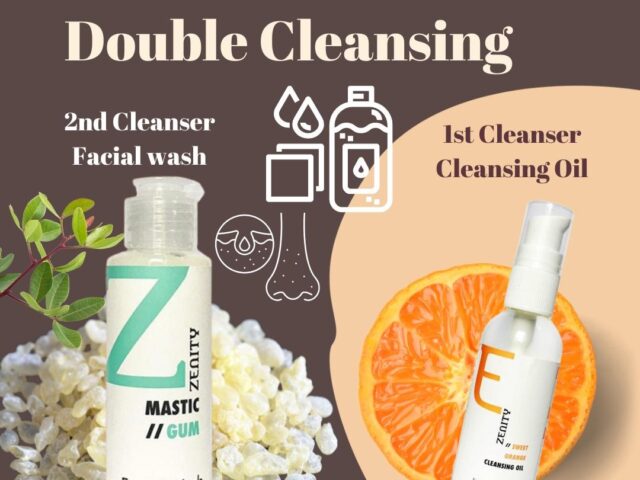 Double Cleansing
2nd Cleanser
Facial wash
1st Cleanser
Cleansing Oil
Z
ZENITY
MASTIC
// GUM
E
ZENITY
// SWEET
ORANGE
CLEANSING OIL